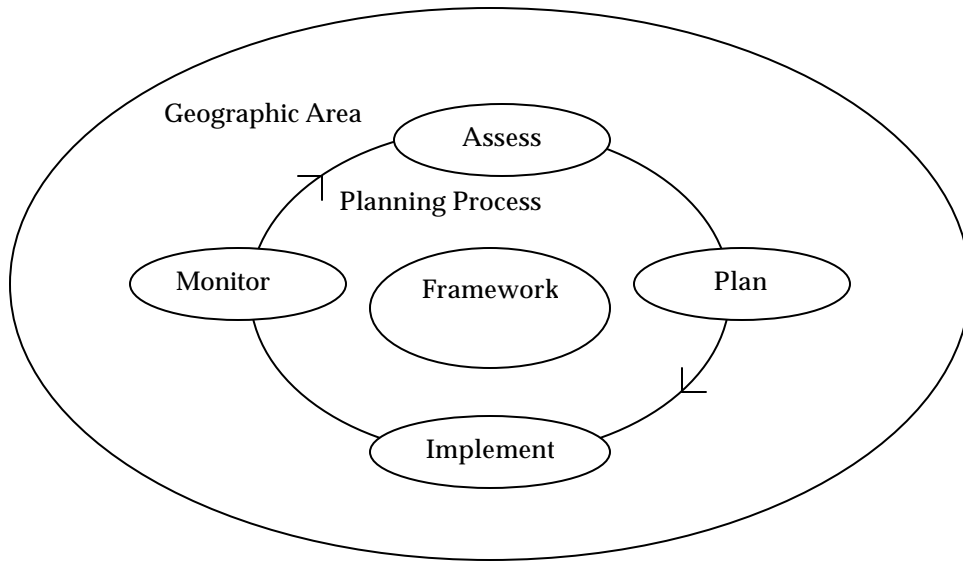 Geographic Area
Assess
Planning Process
Monitor
Framework
Plan
Implement